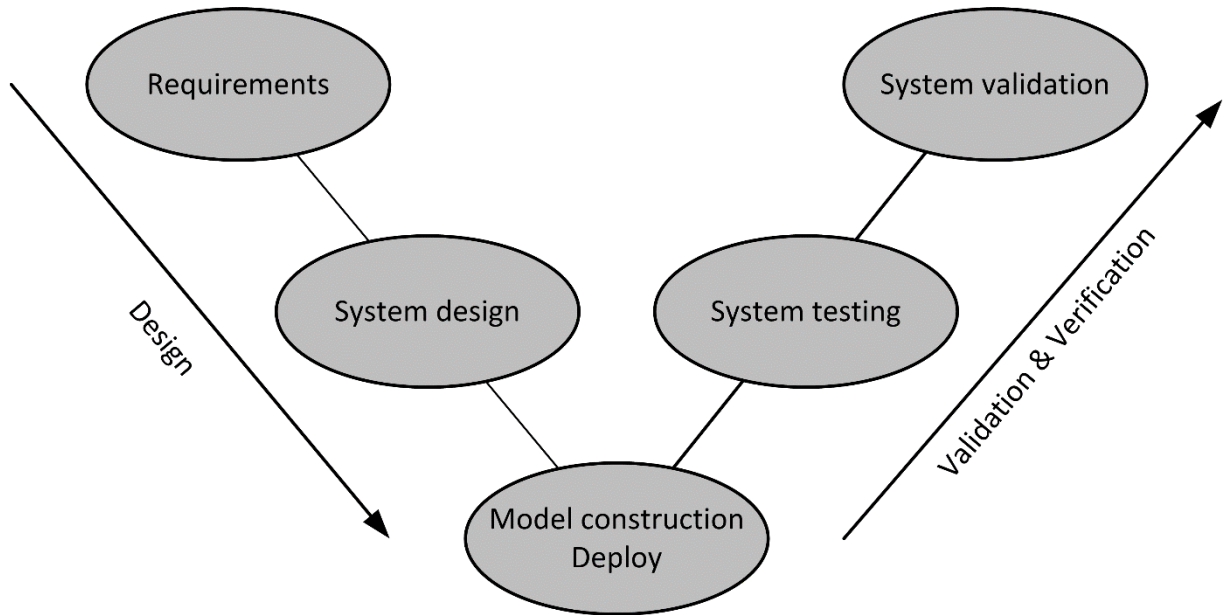 Requirements
System validation
System design
System testing
Design
Validation & Verification
Model construction
Deploy